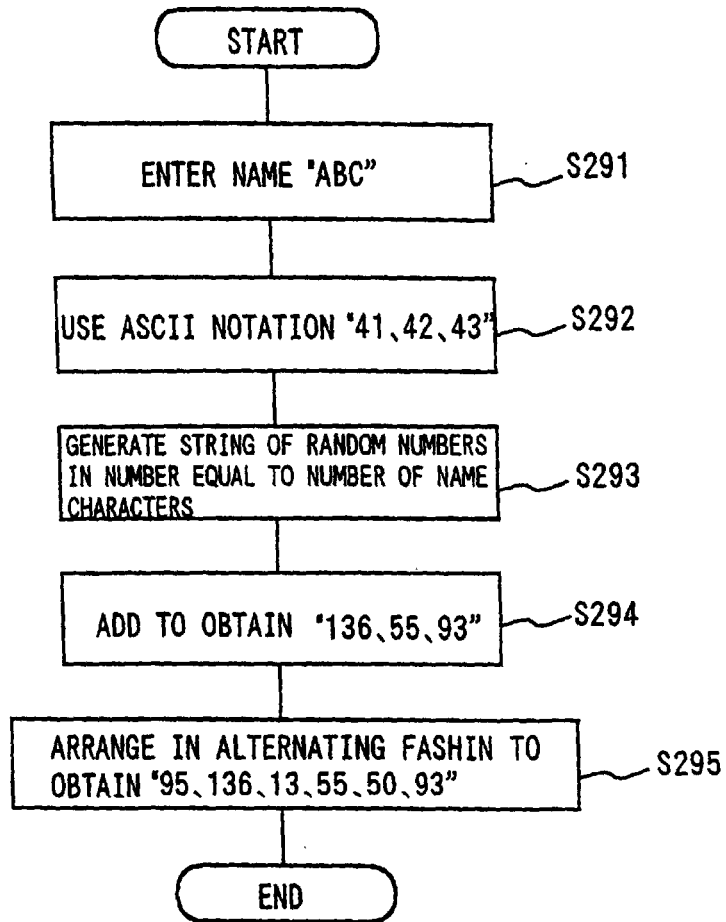 START
ENTER NAME "ABC”
S291
USE ASCII NOTATION "41、42、43”
S292
GENERATE STRING OF RANDOM NUMBERS
IN NUMBER EQUAL TO NUMBER OF NAME
CHARACTERS
S293
ADD TO OBTAIN "136、55、93”
S294
ARRANGE IN ALTERNATING FASHIN TO
OBTAIN "95、136、13、55、50、93”
S295
END